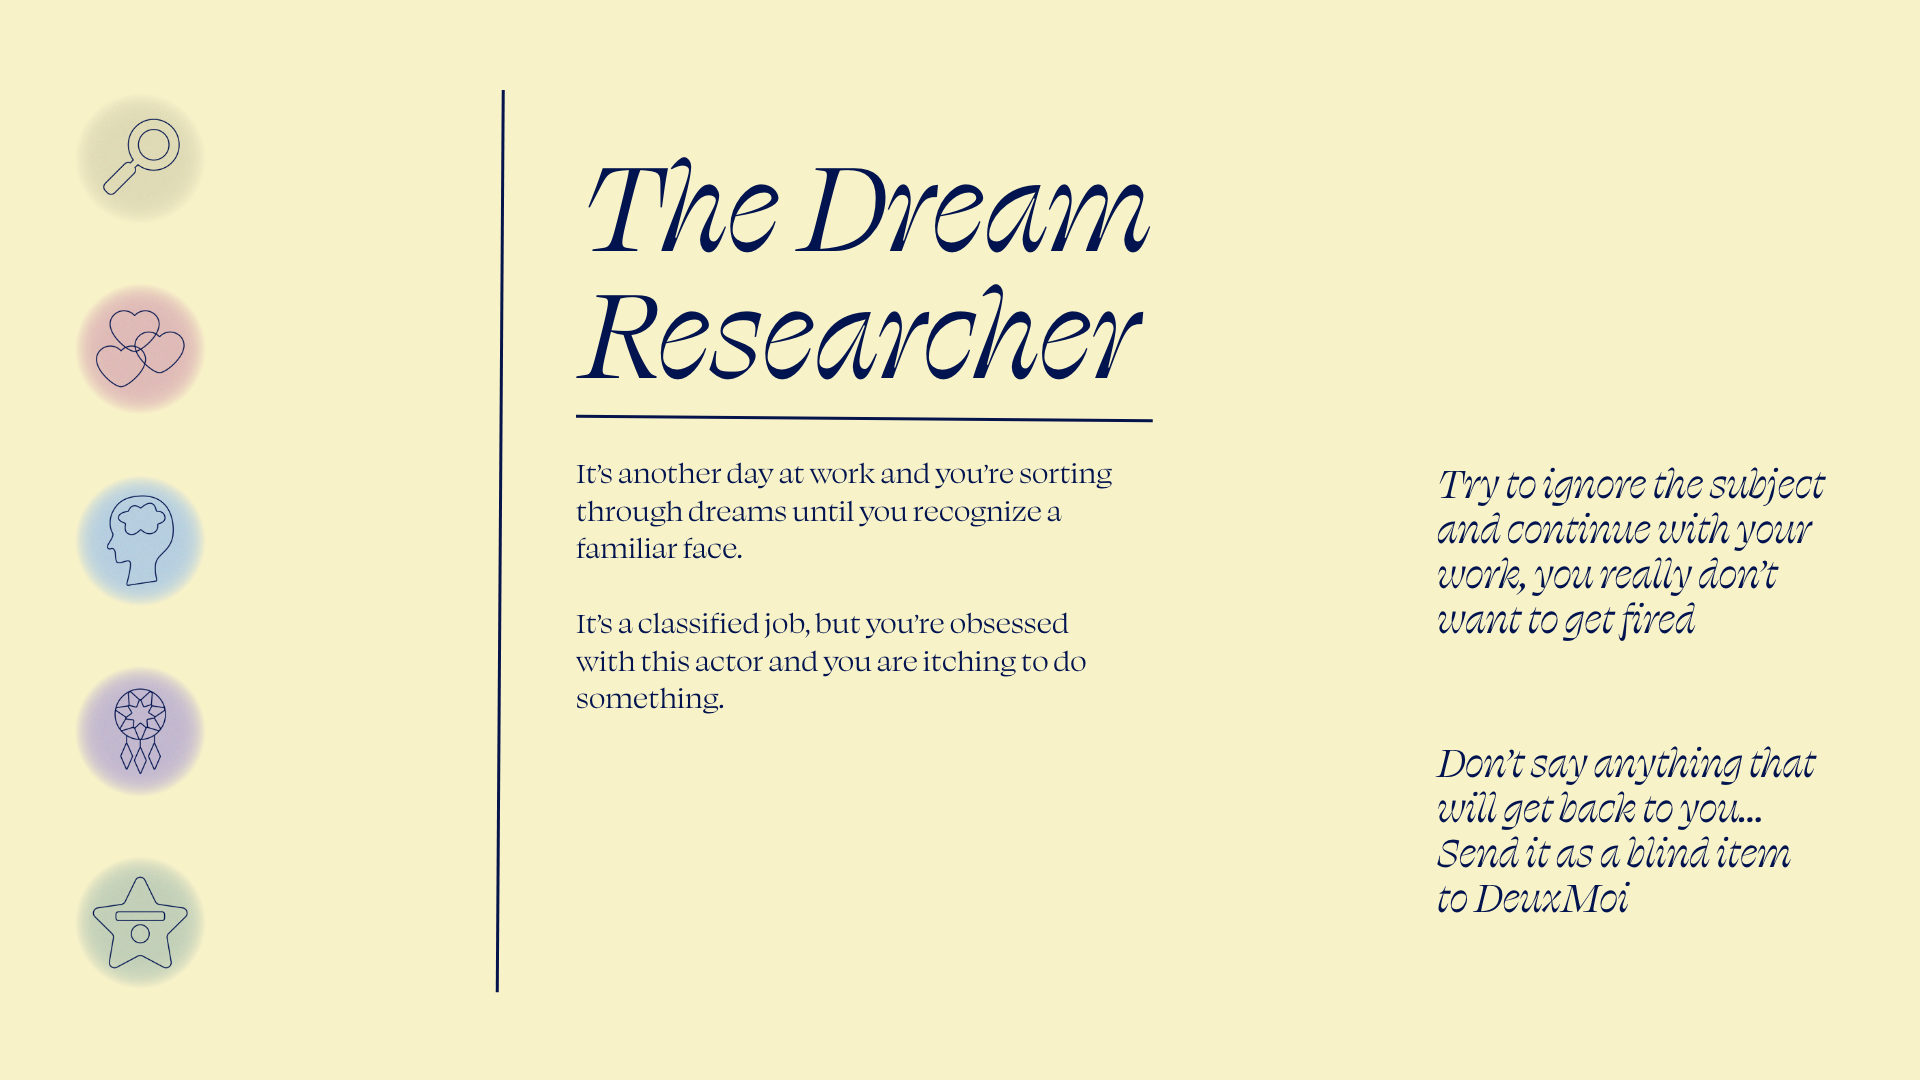 The Dream
Researcher
It’s another day at work and you’re sorting
through dreams until you recognize a
familiar face.
It’s a classified job, but you’re obsessed
with this actor and you are itching to do
something.
Try to ignore the subject
and continue with your
work, you really don’t
want to get fired
Don’t say anything that
will get back to you...
Send it as a blind item
to DeuxMoi